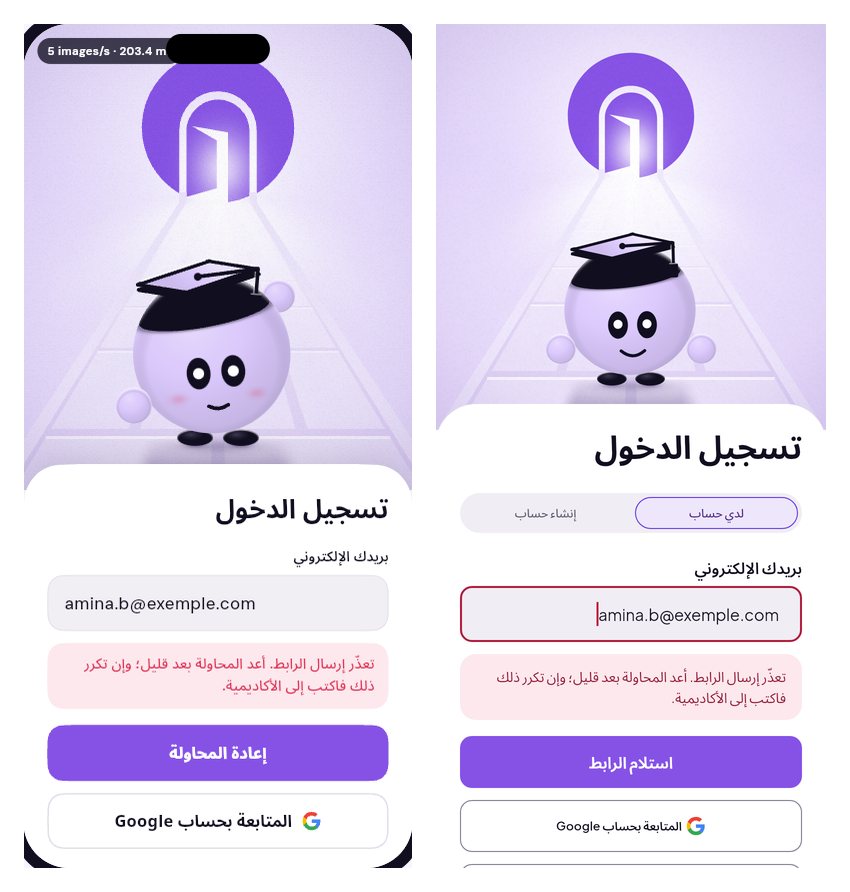 5 images/s · 203.4 m
تسجيل الدخول
بريدك الإلكتروني
amina.b@exemple.com
تعذّر إرسال الرابط. أعد المحاولة بعد قليل؛ وإن تكرر
ذلك فاكتب إلى الأكاديمية.
إعادة المحاولة
المتابعة بحساب Google
تسجيل الدخول
لدي حساب
إنشاء حساب
بريدك الإلكتروني
amina.b@exemple.com
تعذّر إرسال الرابط. أعد المحاولة بعد قليل؛ وإن تكرر ذلك
فاكتب إلى الأكاديمية.
استلام الرابط
المتابعة بحساب Google